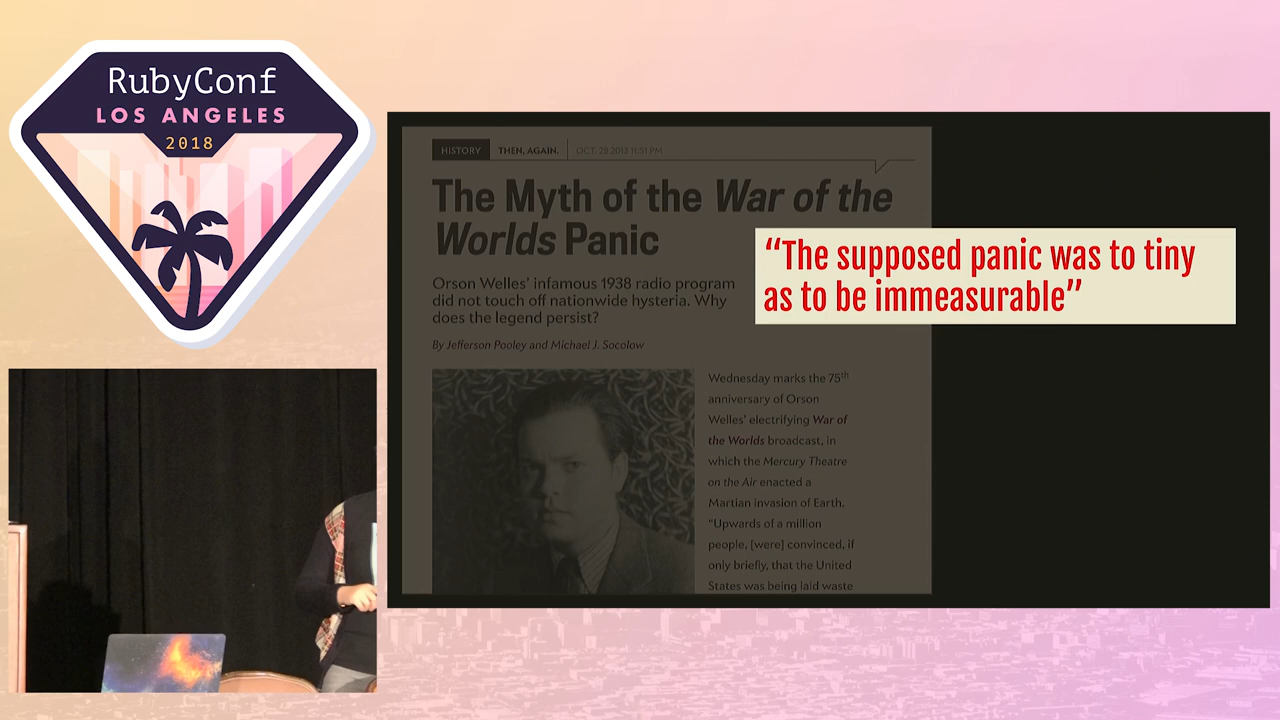 RubyConf
LOS ANGELES
2018
HISTORY THEN, AGAIN. OCT. 28 2013 11:51 PM
The Myth of the War of the
Worlds Panic
Orson Welles' infamous 1938 radio program
did not touch off nationwide hysteria. Why
does the legend persist?
By Jefferson Pooley and Michael J. Socolow
“The supposed panic was to tiny
as to be immeasurable”
Wednesday marks the 75th
anniversary of Orson
Welles' electrifying War of
the Worlds broadcast, in
which the Mercury Theatre
on the Air enacted a
Martian invasion of Earth.
“Upwards of a million
people, [were] convinced, if
only briefly, that the United
States was being laid waste